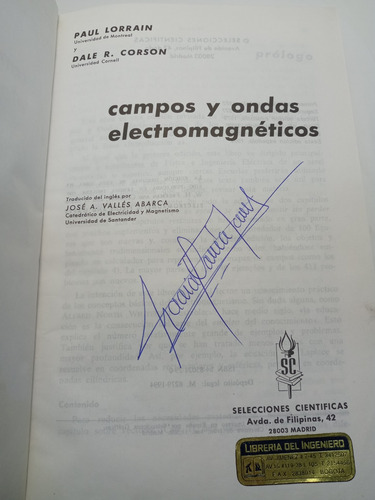 PAUL LORRAIN
Universidad de Montreal
y
DALE R. CORSON
Universidad Cornell
campos y ondas
electromagnéticos
Traducido del inglés por
JOSÉ A. VALLÉS ABARCA
Catedrático de Electricidad y Magnetismo
Universidad de Santander
SC
SELECCIONES CIENTIFICAS
Avda. de Filipinas, 42
28003 MADRID
LIBRERIA DEL INGENIERO
BOGOTA